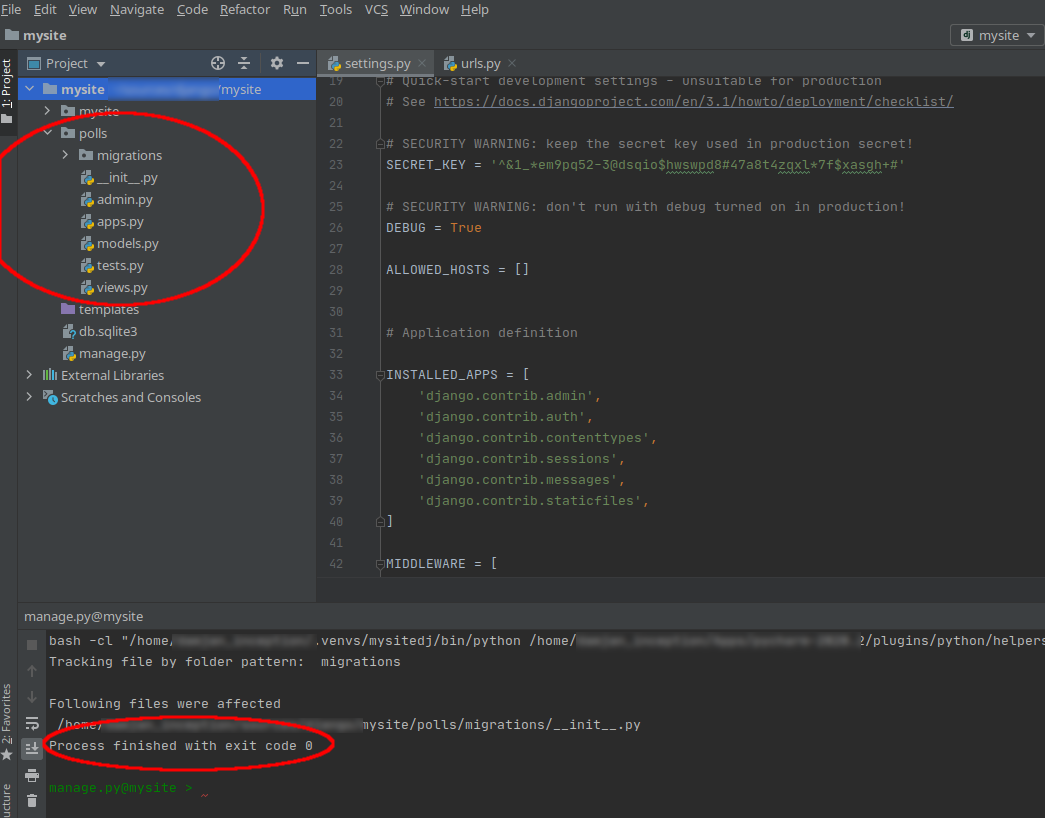 File Edit View Navigate Code Refactor Run Tools VCS Window Help
mysite
mysite
Project
settings.py
urls.py
1: Project
mysite /mysite
mysite
polls
migrations
__init__.py
admin.py
apps.py
models.py
tests.py
views.py
templates
db.sqlite3
manage.py
External Libraries
Scratches and Consoles
19 # Quick-start development settings - unsuitable for production
20 # See https://docs.djangoproject.com/en/3.1/howto/deployment/checklist/
21
22 # SECURITY WARNING: keep the secret key used in production secret!
23 SECRET_KEY = '^&1_*em9pq52-3@dsqio$hwswpd8#47a8t4zgxl*7f$xasgh+#'
24
25 # SECURITY WARNING: don't run with debug turned on in production!
26 DEBUG = True
27
28 ALLOWED_HOSTS = []
29
30
31 # Application definition
32
33 INSTALLED_APPS = [
34 'django.contrib.admin',
35 'django.contrib.auth',
36 'django.contrib.contenttypes',
37 'django.contrib.sessions',
38 'django.contrib.messages',
39 'django.contrib.staticfiles',
40 ]
41
42 MIDDLEWARE = [
manage.py@mysite
bash -cl "/home/ .venvs/mysitedj/bin/python /home/ 2/plugins/python/helpers
Tracking file by folder pattern:  migrations
Following files were affected
/home/ mysite/polls/migrations/__init__.py
Process finished with exit code 0
manage.py@mysite >
2: Favorites
ucture